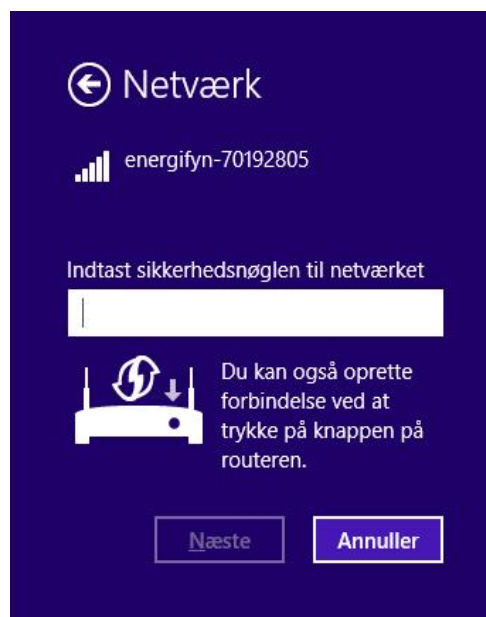 Netværk
energifyn-70192805
Indtast sikkerhedsnøglen til netværket
Du kan også oprette
forbindelse ved at
trykke på knappen på
routeren.
Næste
Annuller